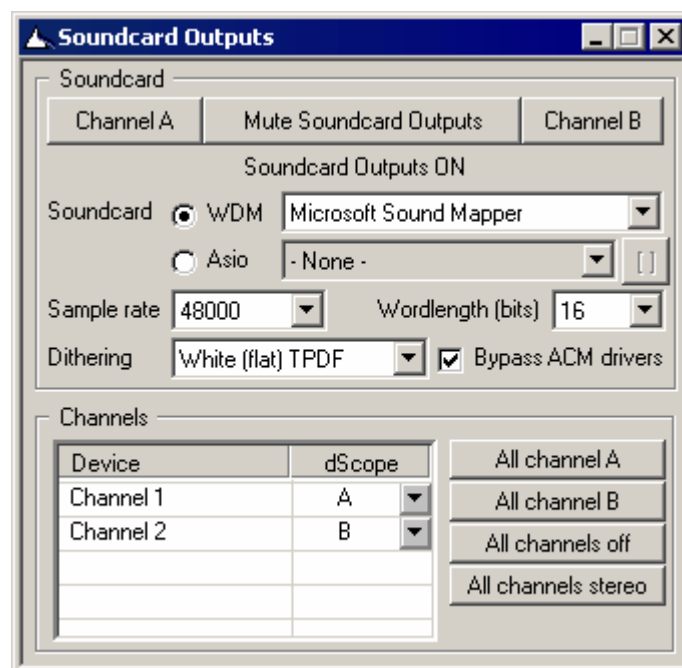 Soundcard Outputs
Soundcard
Channel A Mute Soundcard Outputs Channel B
Soundcard Outputs ON
Soundcard WDM Microsoft Sound Mapper
Asio - None - [ ]
Sample rate 48000 Wordlength (bits) 16
Dithering White (flat) TPDF Bypass ACM drivers
Channels
Device dScope All channel A
Channel 1 A All channel B
Channel 2 B All channels off
All channels stereo